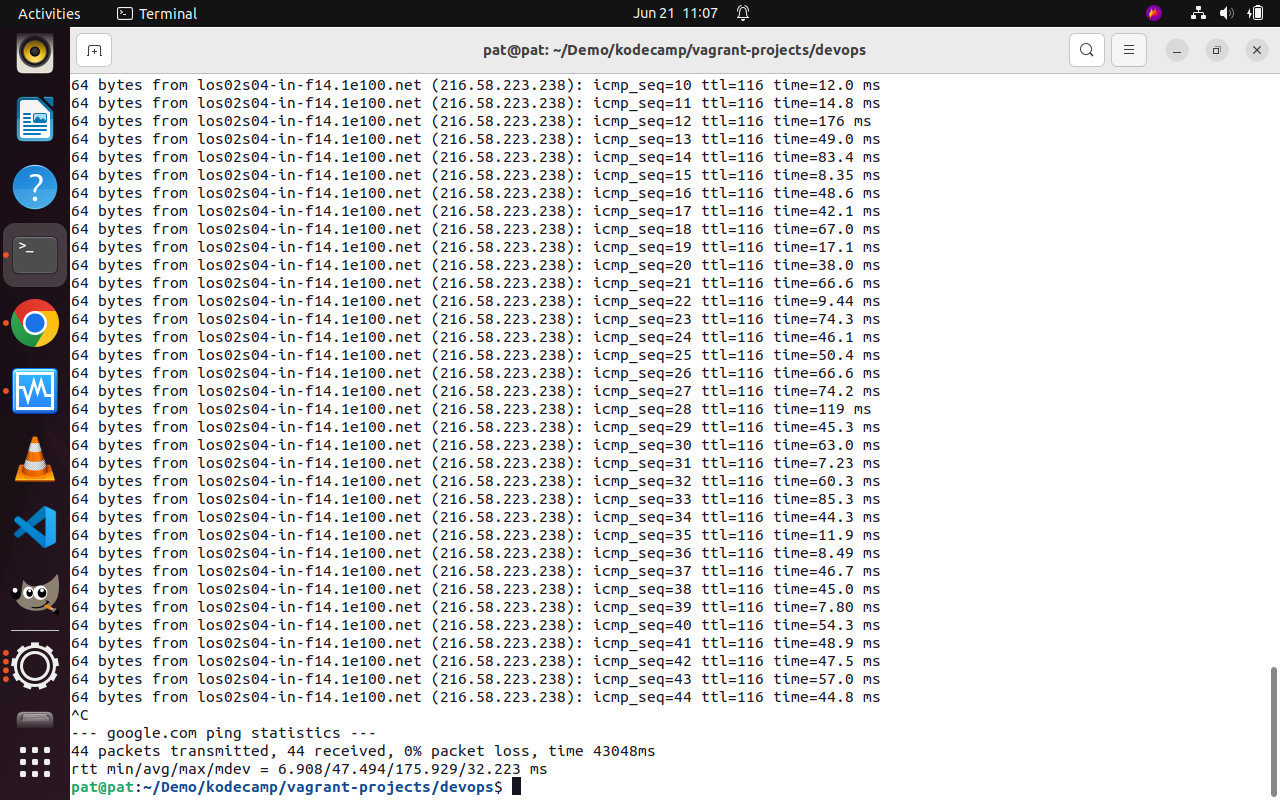 Activities Terminal Jun 21 11:07
pat@pat: ~/Demo/kodecamp/vagrant-projects/devops
64 bytes from los02s04-in-f14.1e100.net (216.58.223.238): icmp_seq=10 ttl=116 time=12.0 ms
64 bytes from los02s04-in-f14.1e100.net (216.58.223.238): icmp_seq=11 ttl=116 time=14.8 ms
64 bytes from los02s04-in-f14.1e100.net (216.58.223.238): icmp_seq=12 ttl=116 time=176 ms
64 bytes from los02s04-in-f14.1e100.net (216.58.223.238): icmp_seq=13 ttl=116 time=49.0 ms
64 bytes from los02s04-in-f14.1e100.net (216.58.223.238): icmp_seq=14 ttl=116 time=83.4 ms
64 bytes from los02s04-in-f14.1e100.net (216.58.223.238): icmp_seq=15 ttl=116 time=8.35 ms
64 bytes from los02s04-in-f14.1e100.net (216.58.223.238): icmp_seq=16 ttl=116 time=48.6 ms
64 bytes from los02s04-in-f14.1e100.net (216.58.223.238): icmp_seq=17 ttl=116 time=42.1 ms
64 bytes from los02s04-in-f14.1e100.net (216.58.223.238): icmp_seq=18 ttl=116 time=67.0 ms
64 bytes from los02s04-in-f14.1e100.net (216.58.223.238): icmp_seq=19 ttl=116 time=17.1 ms
64 bytes from los02s04-in-f14.1e100.net (216.58.223.238): icmp_seq=20 ttl=116 time=38.0 ms
64 bytes from los02s04-in-f14.1e100.net (216.58.223.238): icmp_seq=21 ttl=116 time=66.6 ms
64 bytes from los02s04-in-f14.1e100.net (216.58.223.238): icmp_seq=22 ttl=116 time=9.44 ms
64 bytes from los02s04-in-f14.1e100.net (216.58.223.238): icmp_seq=23 ttl=116 time=74.3 ms
64 bytes from los02s04-in-f14.1e100.net (216.58.223.238): icmp_seq=24 ttl=116 time=46.1 ms
64 bytes from los02s04-in-f14.1e100.net (216.58.223.238): icmp_seq=25 ttl=116 time=50.4 ms
64 bytes from los02s04-in-f14.1e100.net (216.58.223.238): icmp_seq=26 ttl=116 time=66.6 ms
64 bytes from los02s04-in-f14.1e100.net (216.58.223.238): icmp_seq=27 ttl=116 time=74.2 ms
64 bytes from los02s04-in-f14.1e100.net (216.58.223.238): icmp_seq=28 ttl=116 time=119 ms
64 bytes from los02s04-in-f14.1e100.net (216.58.223.238): icmp_seq=29 ttl=116 time=45.3 ms
64 bytes from los02s04-in-f14.1e100.net (216.58.223.238): icmp_seq=30 ttl=116 time=63.0 ms
64 bytes from los02s04-in-f14.1e100.net (216.58.223.238): icmp_seq=31 ttl=116 time=7.23 ms
64 bytes from los02s04-in-f14.1e100.net (216.58.223.238): icmp_seq=32 ttl=116 time=60.3 ms
64 bytes from los02s04-in-f14.1e100.net (216.58.223.238): icmp_seq=33 ttl=116 time=85.3 ms
64 bytes from los02s04-in-f14.1e100.net (216.58.223.238): icmp_seq=34 ttl=116 time=44.3 ms
64 bytes from los02s04-in-f14.1e100.net (216.58.223.238): icmp_seq=35 ttl=116 time=11.9 ms
64 bytes from los02s04-in-f14.1e100.net (216.58.223.238): icmp_seq=36 ttl=116 time=8.49 ms
64 bytes from los02s04-in-f14.1e100.net (216.58.223.238): icmp_seq=37 ttl=116 time=46.7 ms
64 bytes from los02s04-in-f14.1e100.net (216.58.223.238): icmp_seq=38 ttl=116 time=45.0 ms
64 bytes from los02s04-in-f14.1e100.net (216.58.223.238): icmp_seq=39 ttl=116 time=7.80 ms
64 bytes from los02s04-in-f14.1e100.net (216.58.223.238): icmp_seq=40 ttl=116 time=54.3 ms
64 bytes from los02s04-in-f14.1e100.net (216.58.223.238): icmp_seq=41 ttl=116 time=48.9 ms
64 bytes from los02s04-in-f14.1e100.net (216.58.223.238): icmp_seq=42 ttl=116 time=47.5 ms
64 bytes from los02s04-in-f14.1e100.net (216.58.223.238): icmp_seq=43 ttl=116 time=57.0 ms
64 bytes from los02s04-in-f14.1e100.net (216.58.223.238): icmp_seq=44 ttl=116 time=44.8 ms
^C
--- google.com ping statistics ---
44 packets transmitted, 44 received, 0% packet loss, time 43048ms
rtt min/avg/max/mdev = 6.908/47.494/175.929/32.223 ms
pat@pat:~/Demo/kodecamp/vagrant-projects/devops$